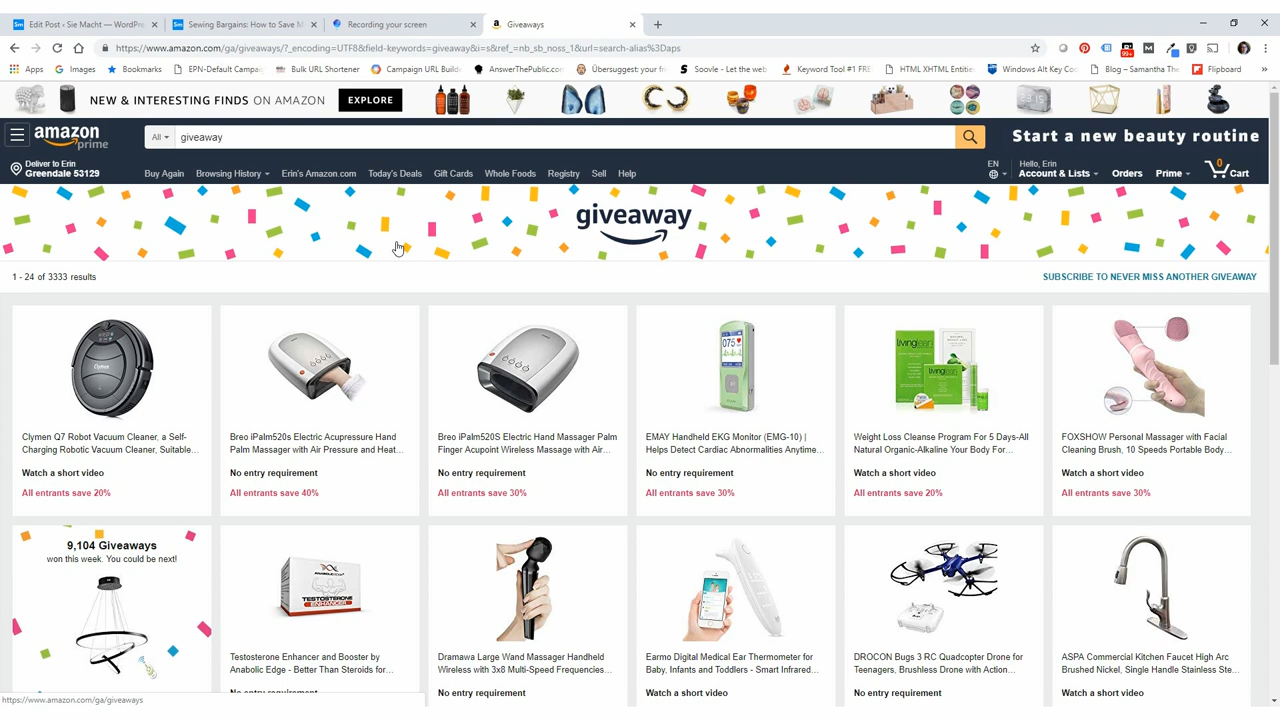 Edit Post ‹ Sie Macht — WordPre
Sewing Bargains: How to Save M
Recording your screen
Giveaways
https://www.amazon.com/ga/giveaways/?_encoding=UTF8&field-keywords=giveaway&i=s&ref_=nb_sb_noss_1&url=search-alias%3Daps
Apps
Images
Bookmarks
EPN-Default Campai
Bulk URL Shortener
Campaign URL Builde
AnswerThePublic.com
Übersuggest: your fr
Soovle - Let the web
Keyword Tool #1 FRE
HTML XHTML Entitie
Windows Alt Key Co
Blog – Samantha The
Flipboard
»
NEW & INTERESTING FINDS ON AMAZON
EXPLORE
amazon
prime
All
giveaway
Start a new beauty routine
Deliver to Erin
Greendale 53129
Buy Again
Browsing History
Erin's Amazon.com
Today's Deals
Gift Cards
Whole Foods
Registry
Sell
Help
EN
Hello, Erin
Account & Lists
Orders
Prime
0
Cart
giveaway
1 - 24 of 3333 results
SUBSCRIBE TO NEVER MISS ANOTHER GIVEAWAY
Clymen Q7 Robot Vacuum Cleaner, a Self-
Charging Robotic Vacuum Cleaner, Suitable...
Watch a short video
All entrants save 20%
Breo iPalm520s Electric Acupressure Hand
Palm Massager with Air Pressure and Heat...
No entry requirement
All entrants save 40%
Breo iPalm520S Electric Hand Massager Palm
Finger Acupoint Wireless Massage with Air...
No entry requirement
All entrants save 30%
075
EMAY Handheld EKG Monitor (EMG-10) |
Helps Detect Cardiac Abnormalities Anytime...
No entry requirement
All entrants save 30%
livinglean
livinglean
Weight Loss Cleanse Program For 5 Days-All
Natural Organic-Alkaline Your Body For...
Watch a short video
All entrants save 20%
FOXSHOW Personal Massager with Facial
Cleaning Brush, 10 Speeds Portable Body...
Watch a short video
All entrants save 30%
9,104 Giveaways
won this week. You could be next!
TESTOSTERONE
ENHANCER
Testosterone Enhancer and Booster by
Anabolic Edge - Better Than Steroids for...
No entry requirement
Dramawa Large Wand Massager Handheld
Wireless with 3x8 Multi-Speed Frequencies...
No entry requirement
Earmo Digital Medical Ear Thermometer for
Baby, Infants and Toddlers - Smart Infrared...
Watch a short video
DROCON Bugs 3 RC Quadcopter Drone for
Teenagers, Brushless Drone with Action...
No entry requirement
ASPA Commercial Kitchen Faucet High Arc
Brushed Nickel, Single Handle Stainless Ste...
Watch a short video
https://www.amazon.com/ga/giveaways